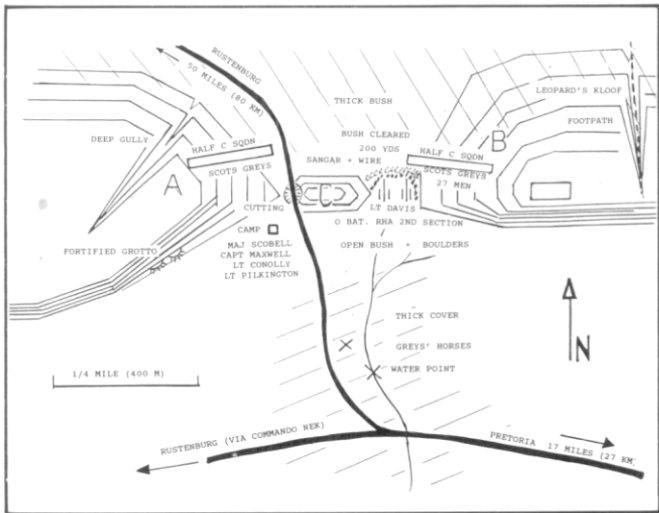 RUSTENBURG
50 MILES (80 KM)
THICK BUSH
LEOPARD'S KLOOF
FOOTPATH
DEEP GULLY
BUSH CLEARED
200 YDS
SANGAR + WIRE
HALF C SQDN
SCOTS GREYS
A
HALF C SQDN
B
SCOTS GREYS
27 MEN
CUTTING
LT DAVIS
O BAT. RHA 2ND SECTION
CAMP
MAJ SCOBELL
CAPT MAXWELL
LT CONOLLY
LT PILKINGTON
FORTIFIED GROTTO
OPEN BUSH + BOULDERS
THICK COVER
GREYS' HORSES
WATER POINT
N
1/4 MILE (400 M)
RUSTENBURG (VIA COMMANDO NEK)
PRETORIA 17 MILES (27 KM)